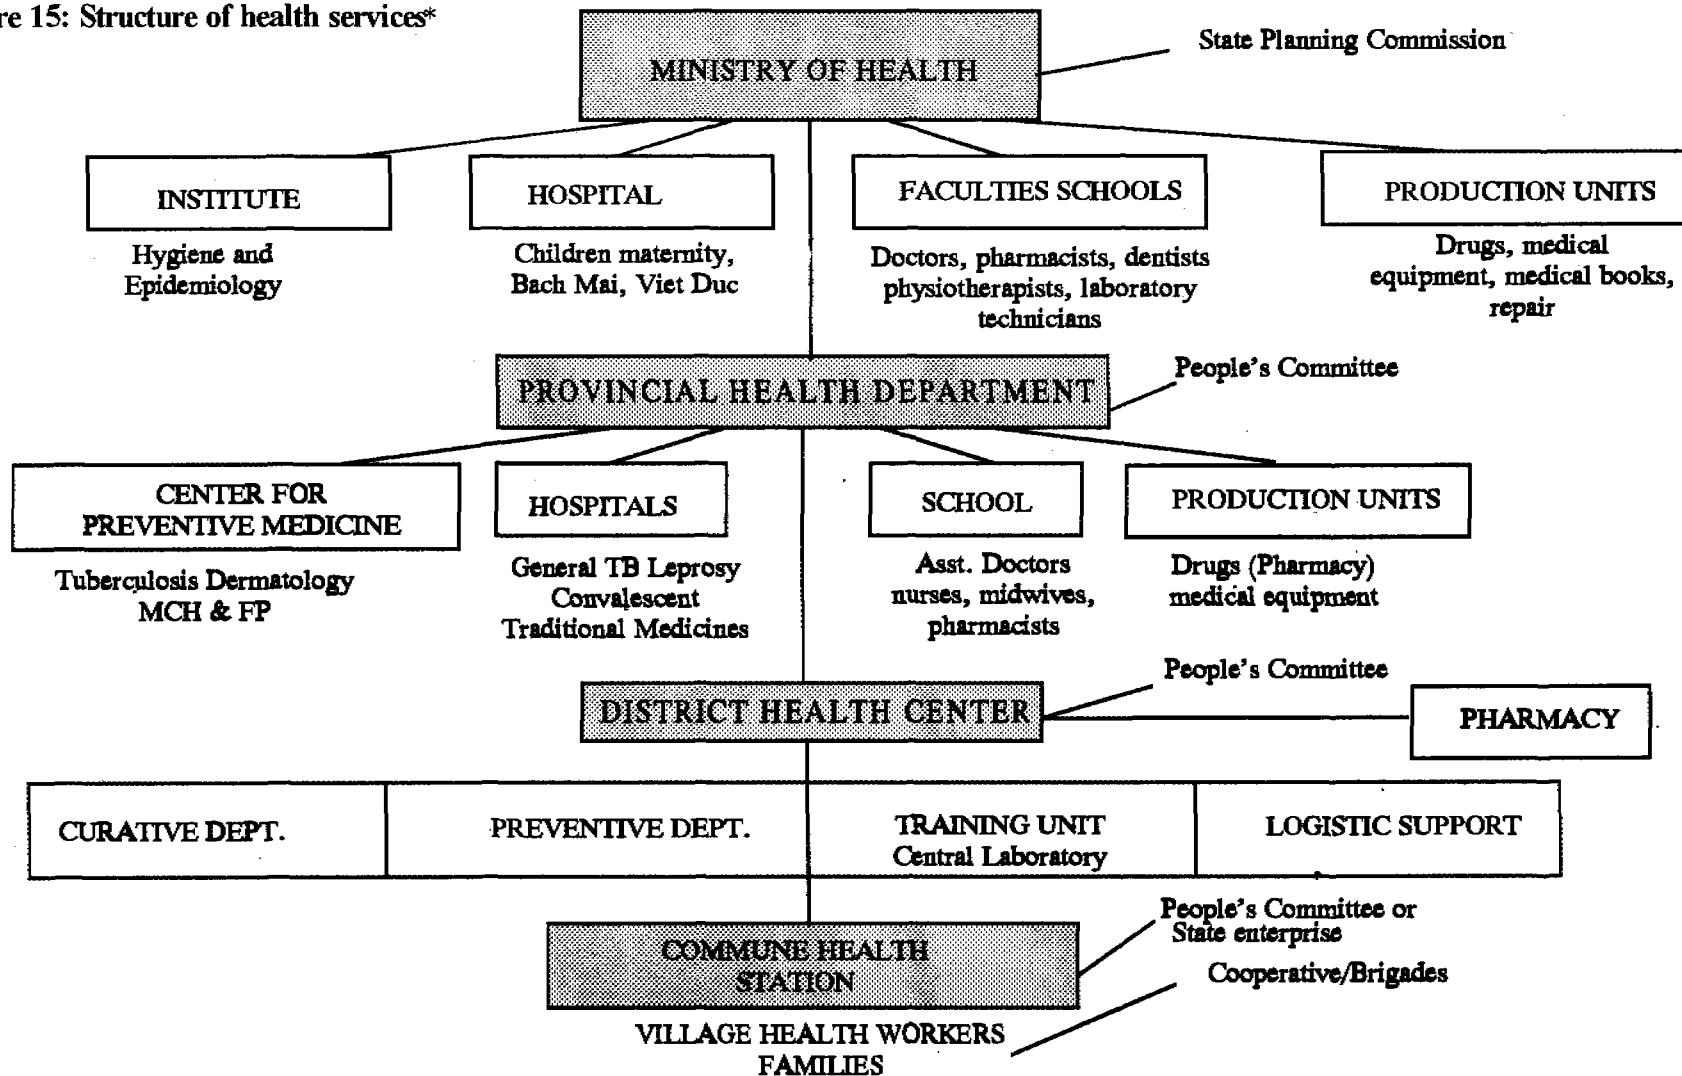 re 15: Structure of health services*
MINISTRY OF HEALTH
State Planning Commission
INSTITUTE
Hygiene and
Epidemiology
HOSPITAL
Children maternity,
Bach Mai, Viet Duc
FACULTIES SCHOOLS
Doctors, pharmacists, dentists
physiotherapists, laboratory
technicians
PRODUCTION UNITS
Drugs, medical
equipment, medical books,
repair
PROVINCIAL HEALTH DEPARTMENT
People's Committee
CENTER FOR
PREVENTIVE MEDICINE
Tuberculosis Dermatology
MCH & FP
HOSPITALS
General TB Leprosy
Convalescent
Traditional Medicines
SCHOOL
Asst. Doctors
nurses, midwives,
pharmacists
PRODUCTION UNITS
Drugs (Pharmacy)
medical equipment
DISTRICT HEALTH CENTER
People's Committee
PHARMACY
CURATIVE DEPT.
PREVENTIVE DEPT.
TRAINING UNIT
Central Laboratory
LOGISTIC SUPPORT
COMMUNE HEALTH
STATION
People's Committee or
State enterprise
Cooperative/Brigades
VILLAGE HEALTH WORKERS
FAMILIES